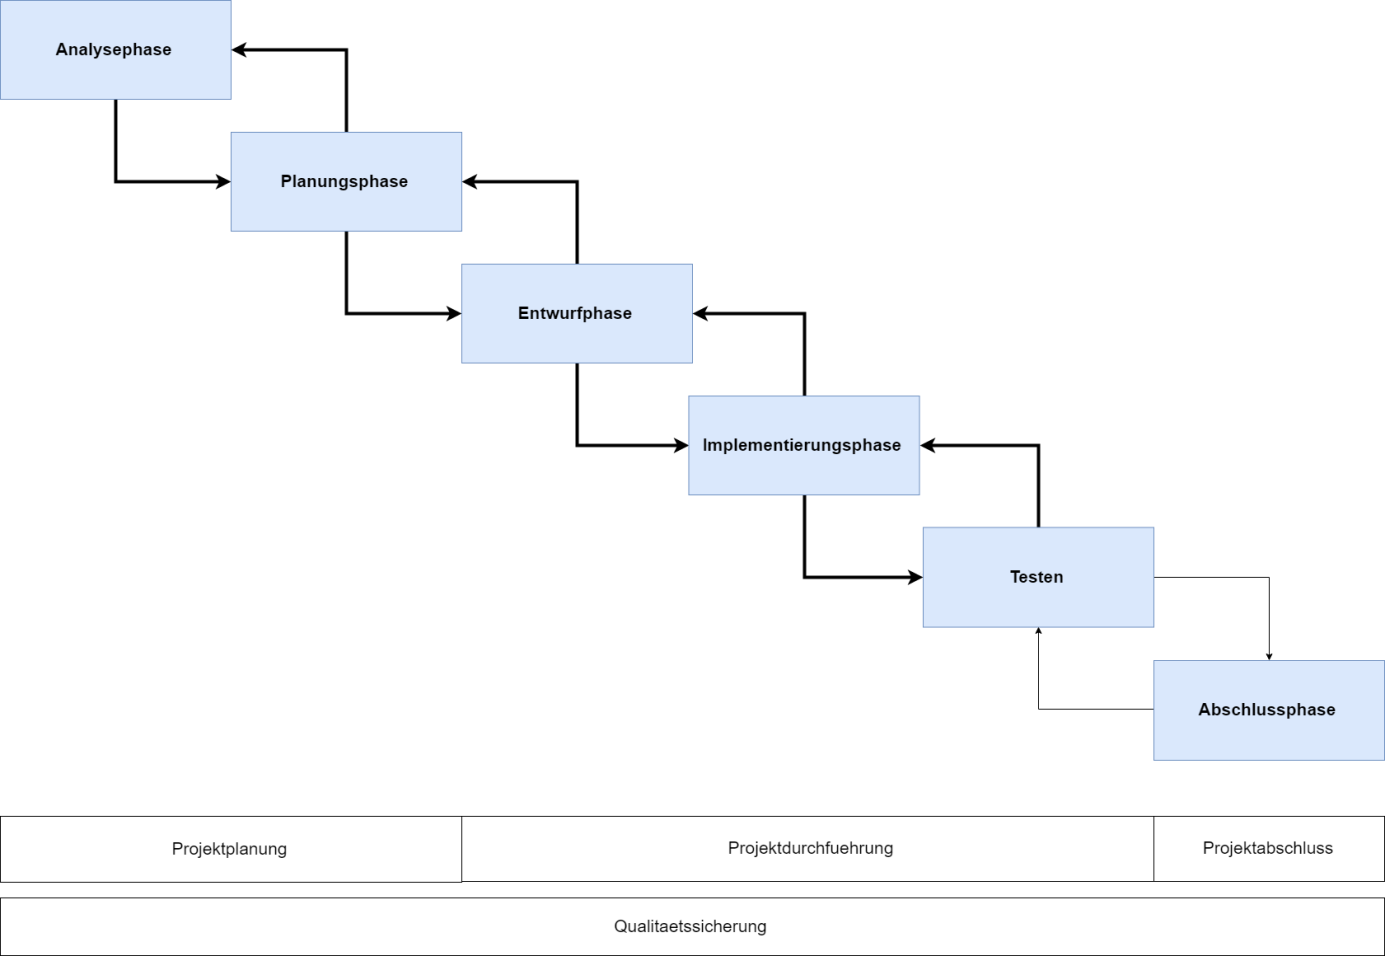 Analysephase
Planungsphase
Entwurfphase
Implementierungsphase
Testen
Abschlussphase
Projektplanung
Projektdurchfuehrung
Projektabschluss
Qualitaetssicherung